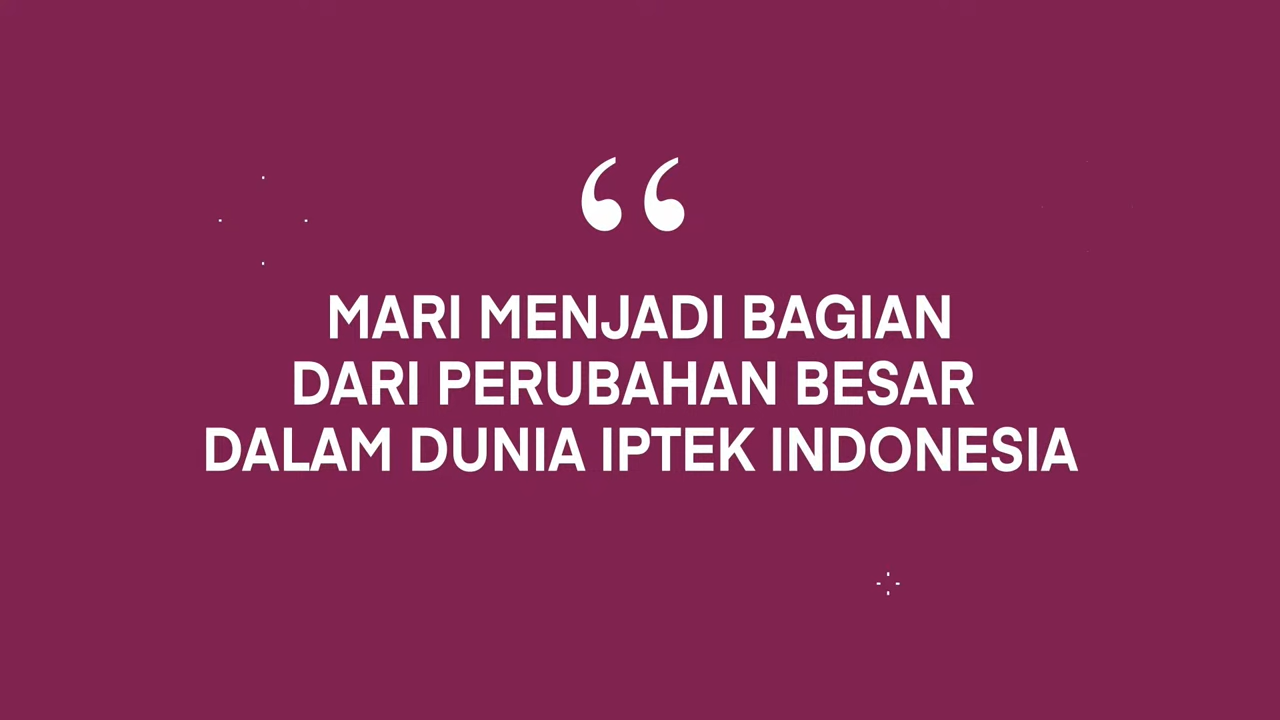 “
MARI MENJADI BAGIAN
DARI PERUBAHAN BESAR
DALAM DUNIA IPTEK INDONESIA